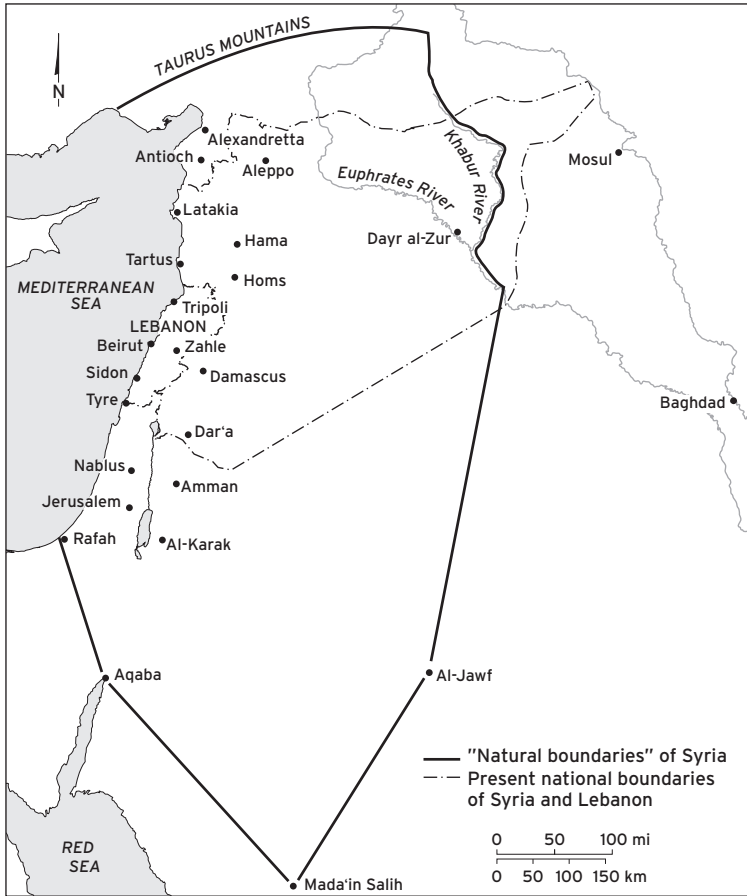 TAURUS MOUNTAINS
N
Alexandretta
Antioch
Aleppo
Mosul
Khabur River
Euphrates River
Latakia
Dayr al-Zur
Hama
Tartus
Homs
MEDITERRANEAN
SEA
Tripoli
LEBANON
Beirut
Zahle
Sidon
Damascus
Tyre
Baghdad
Dar‘a
Nablus
Amman
Jerusalem
Rafah
Al-Karak
Aqaba
Al-Jawf
"Natural boundaries" of Syria
Present national boundaries
of Syria and Lebanon
0 50 100 mi
0 50 100 150 km
RED
SEA
Mada‘in Salih